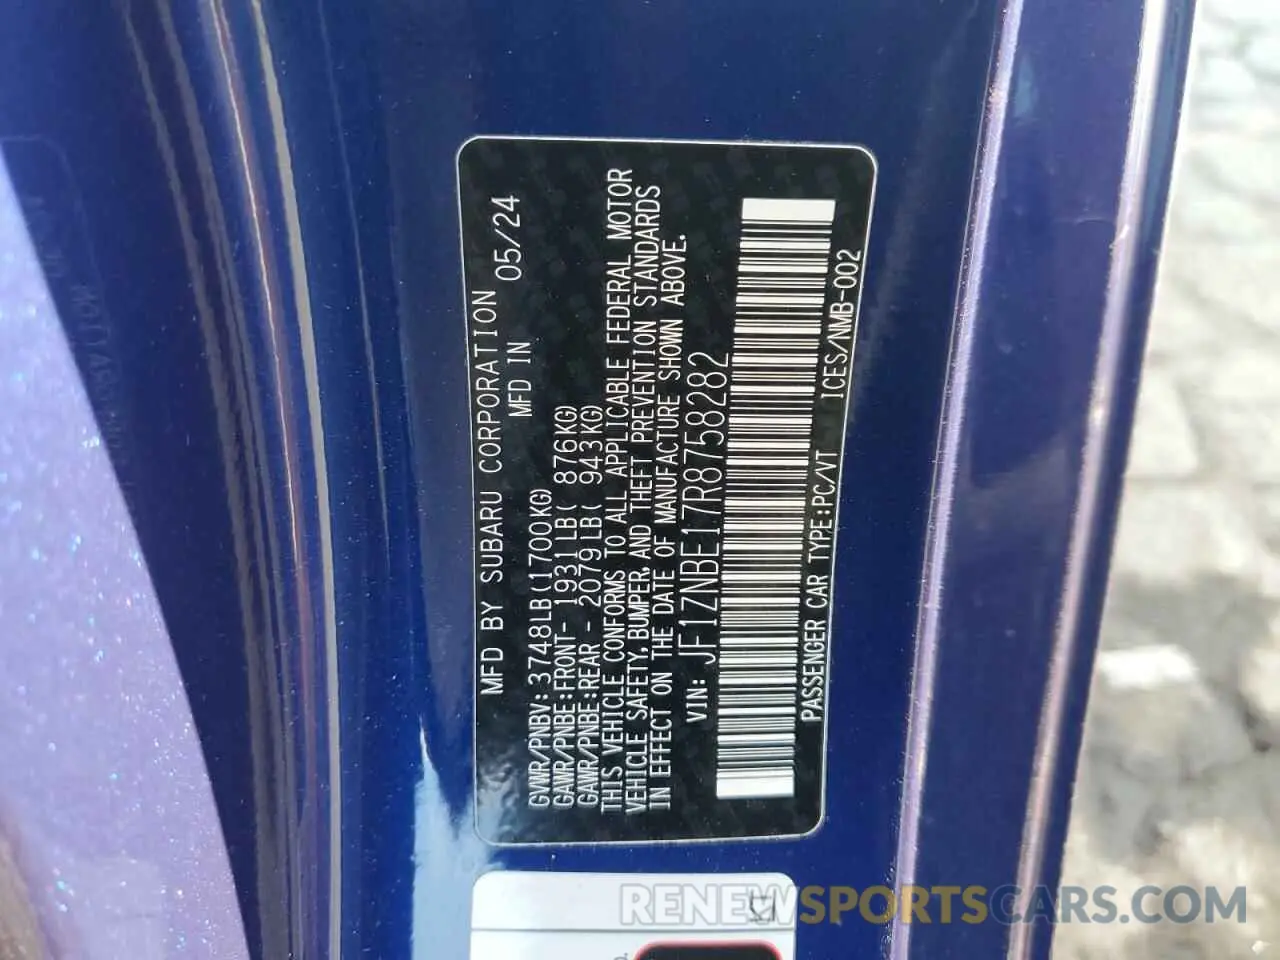 MFD BY SUBARU CORPORATION
MFD IN 05/24
GVWR/PNBV: 3748LB(1700KG)
GAWR/PNBE:FRONT- 1931LB( 876KG)
GAWR/PNBE:REAR - 2079LB( 943KG)
THIS VEHICLE CONFORMS TO ALL APPLICABLE FEDERAL MOTOR
VEHICLE SAFETY, BUMPER, AND THEFT PREVENTION STANDARDS
IN EFFECT ON THE DATE OF MANUFACTURE SHOWN ABOVE.
VIN: JF1ZNBE17R8758282
PASSENGER CAR TYPE:PC/VT ICES/NMB-002
RENEWSPORTSCARS.COM